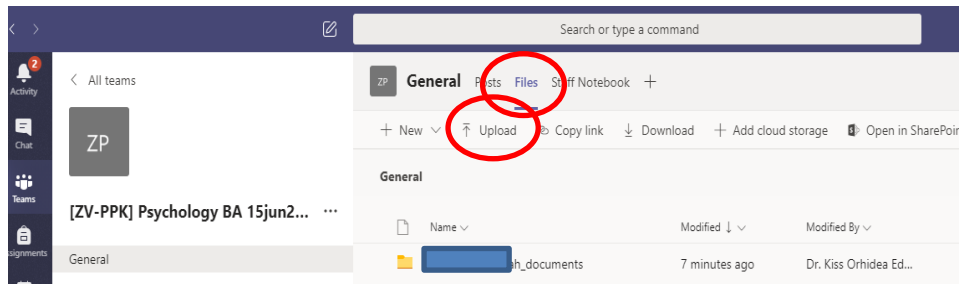 Search or type a command
2
Activity
Chat
Teams
ssignments
All teams
ZP
[ZV-PPK] Psychology BA 15jun2... ...
General
ZP General Posts Files Staff Notebook
New Upload Copy link Download Add cloud storage Open in SharePoin
General
Name Modified Modified By
ah_documents 7 minutes ago Dr. Kiss Orhidea Ed...